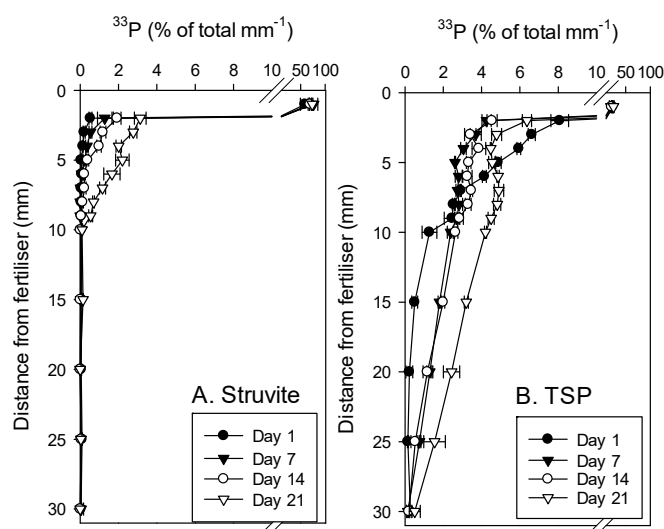 ³³P (% of total mm⁻¹)
0 2 4 6 8 10 50 100
0
5
10
15
20
25
30
Distance from fertiliser (mm)
A. Struvite
Day 1
Day 7
Day 14
Day 21
³³P (% of total mm⁻¹)
0 2 4 6 8 10 50 100
0
5
10
15
20
25
30
Distance from fertiliser (mm)
B. TSP
Day 1
Day 7
Day 14
Day 21